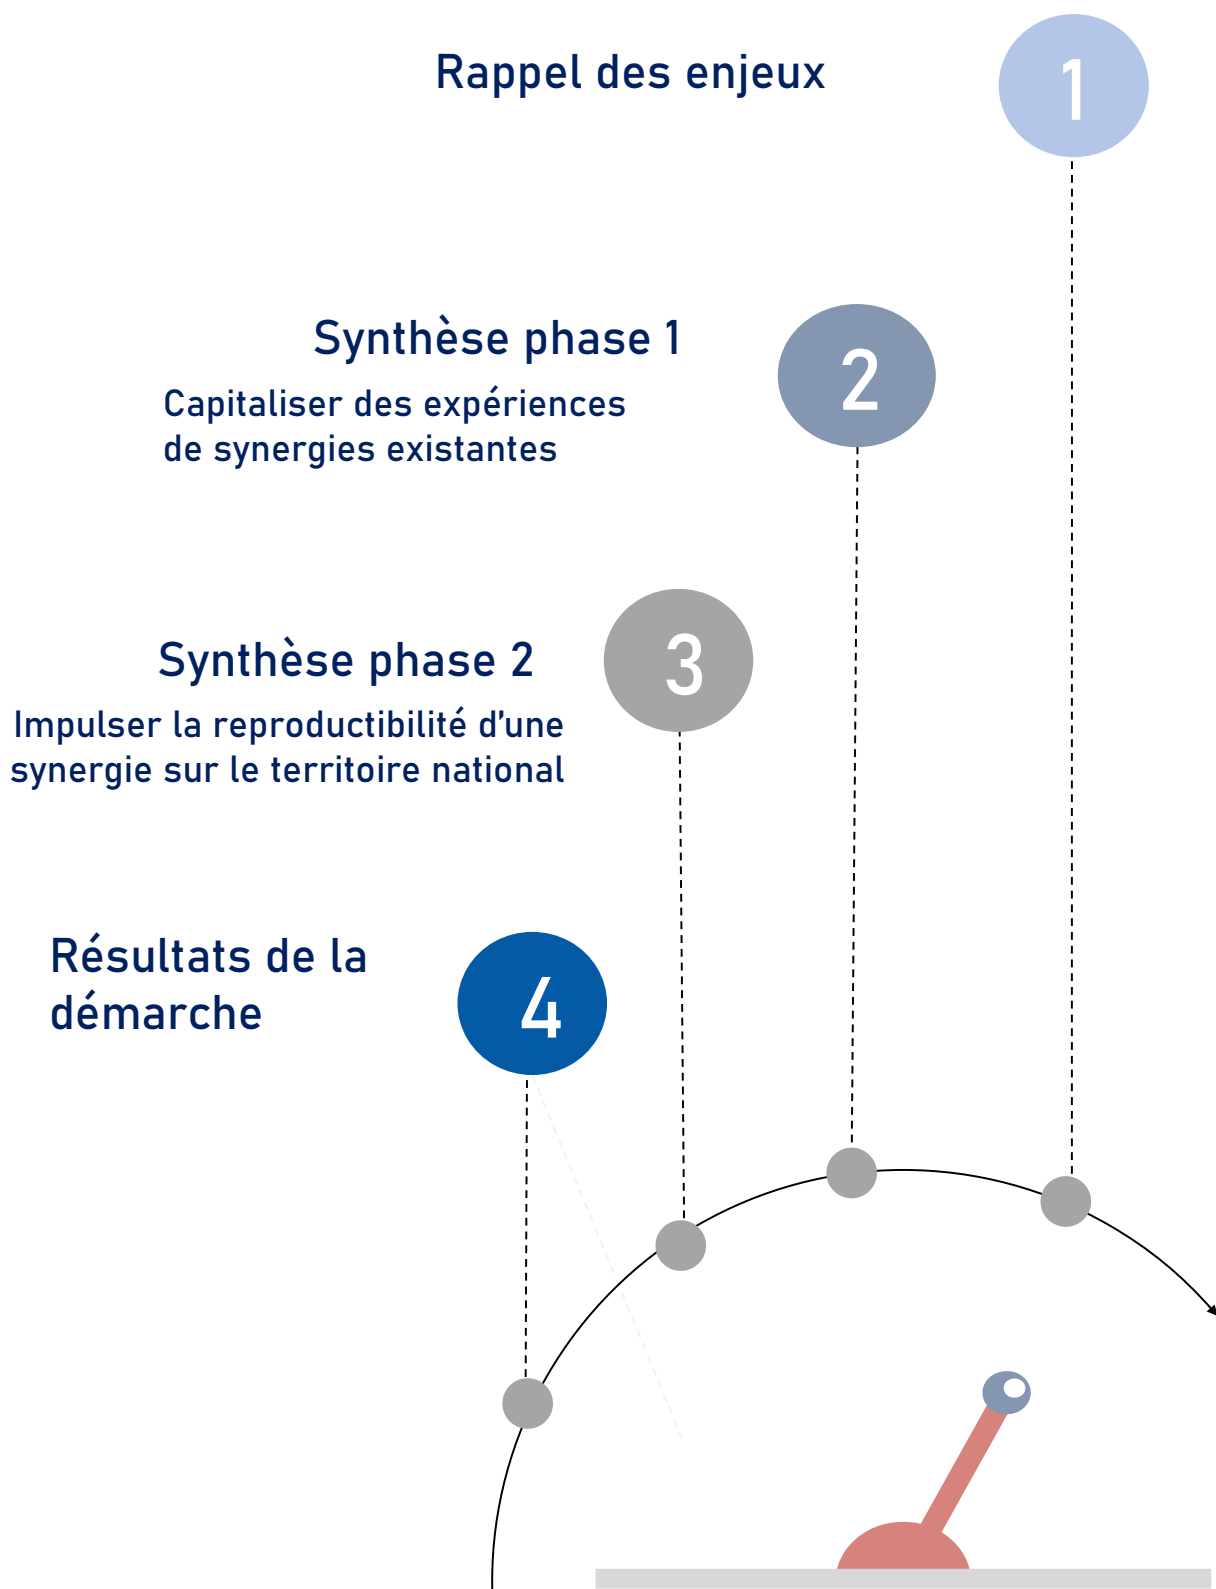 Rappel des enjeux
1
Synthèse phase 1
Capitaliser des expériences
de synergies existantes
2
Synthèse phase 2
Impulser la reproductibilité d'une
synergie sur le territoire national
3
Résultats de la
démarche
4